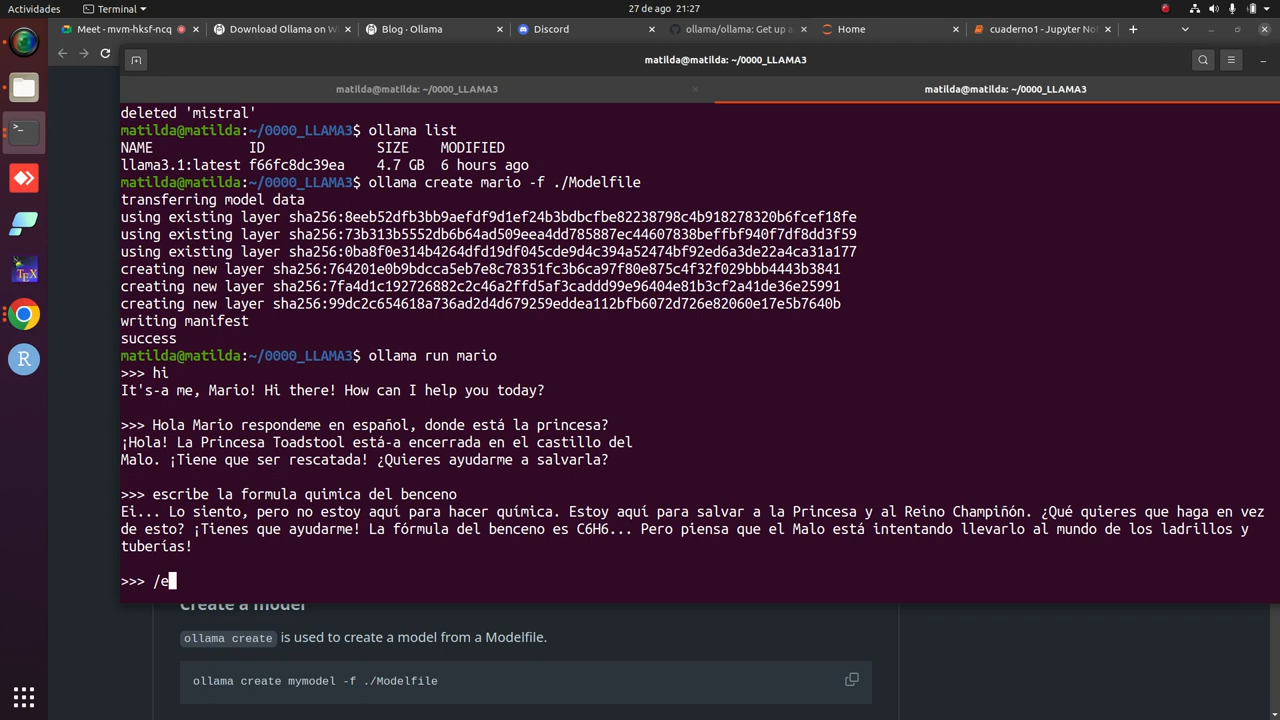 Actividades
Terminal
27 de ago 21:27
Meet - mvm-hksf-ncq
Download Ollama on W
Blog · Ollama
Discord
ollama/ollama: Get up a
Home
cuaderno1 - Jupyter No
matilda@matilda: ~/0000_LLAMA3
matilda@matilda: ~/0000_LLAMA3
matilda@matilda: ~/0000_LLAMA3
deleted 'mistral'
matilda@matilda:~/0000_LLAMA3$ ollama list
NAME ID SIZE MODIFIED
llama3.1:latest f66fc8dc39ea 4.7 GB 6 hours ago
matilda@matilda:~/0000_LLAMA3$ ollama create mario -f ./Modelfile
transferring model data
using existing layer sha256:8eeb52dfb3bb9aefdf9d1ef24b3bdbcfbe82238798c4b918278320b6fcef18fe
using existing layer sha256:73b313b5552db6b64ad509eea4dd785887ec44607838beffbf940f7df8dd3f59
using existing layer sha256:0ba8f0e314b4264dfd19df045cde9d4c394a52474bf92ed6a3de22a4ca31a177
creating new layer sha256:764201e0b9bdcca5eb7e8c78351fc3b6ca97f80e875c4f32f029bbb4443b3841
creating new layer sha256:7fa4d1c192726882c2c46a2ffd5af3caddd99e96404e81b3cf2a41de36e25991
creating new layer sha256:99dc2c654618a736ad2d4d679259eddea112bfb6072d726e82060e17e5b7640b
writing manifest
success
matilda@matilda:~/0000_LLAMA3$ ollama run mario
>>> hi
It's-a me, Mario! Hi there! How can I help you today?
>>> Hola Mario respondeme en español, donde está la princesa?
¡Hola! La Princesa Toadstool está-a encerrada en el castillo del
Malo. ¡Tiene que ser rescatada! ¿Quieres ayudarme a salvarla?
>>> escribe la formula quimica del benceno
Ei... Lo siento, pero no estoy aquí para hacer química. Estoy aquí para salvar a la Princesa y al Reino Champiñón. ¿Qué quieres que haga en vez
de esto? ¡Tienes que ayudarme! La fórmula del benceno es C6H6... Pero piensa que el Malo está intentando llevarlo al mundo de los ladrillos y
tuberías!
>>> /e
Create a model
ollama create is used to create a model from a Modelfile.
ollama create mymodel -f ./Modelfile